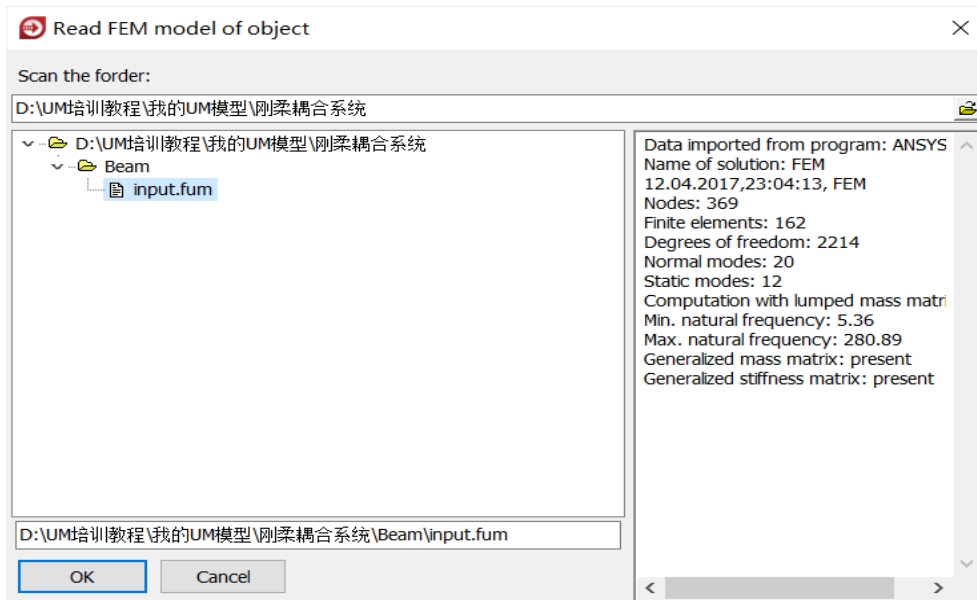 Read FEM model of object
Scan the forder:
D:\UM培训教程\我的UM模型\刚柔耦合系统
D:\UM培训教程\我的UM模型\刚柔耦合系统
Beam
input.fum
D:\UM培训教程\我的UM模型\刚柔耦合系统\Beam\input.fum
OK
Cancel
Data imported from program: ANSYS
Name of solution: FEM
12.04.2017,23:04:13, FEM
Nodes: 369
Finite elements: 162
Degrees of freedom: 2214
Normal modes: 20
Static modes: 12
Computation with lumped mass matri
Min. natural frequency: 5.36
Max. natural frequency: 280.89
Generalized mass matrix: present
Generalized stiffness matrix: present